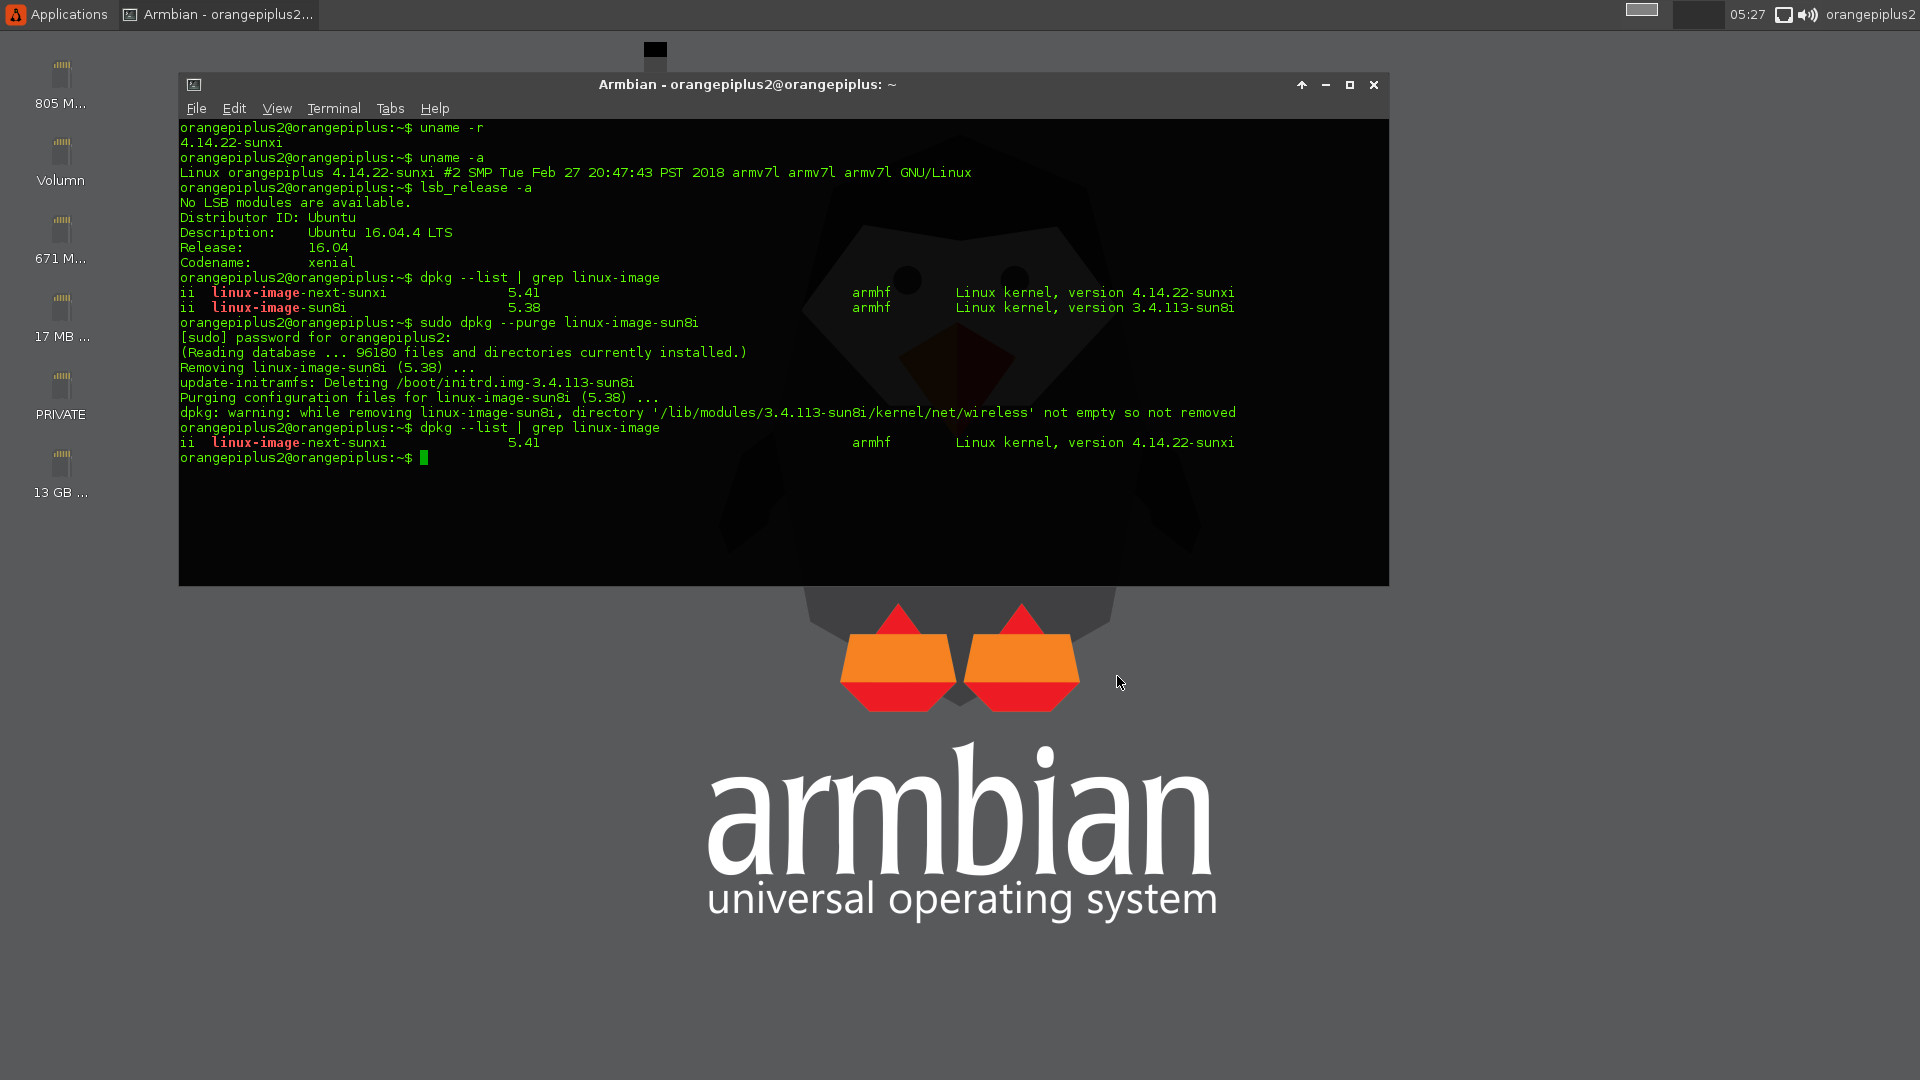 Applications
Armbian - orangepiplus2...
05:27
orangepiplus2
805 M...
Volumn
671 M...
17 MB ...
PRIVATE
13 GB ...
Armbian - orangepiplus2@orangepiplus: ~
File Edit View Terminal Tabs Help
orangepiplus2@orangepiplus:~$ uname -r
4.14.22-sunxi
orangepiplus2@orangepiplus:~$ uname -a
Linux orangepiplus 4.14.22-sunxi #2 SMP Tue Feb 27 20:47:43 PST 2018 armv7l armv7l armv7l GNU/Linux
orangepiplus2@orangepiplus:~$ lsb_release -a
No LSB modules are available.
Distributor ID: Ubuntu
Description:    Ubuntu 16.04.4 LTS
Release:        16.04
Codename:       xenial
orangepiplus2@orangepiplus:~$ dpkg --list | grep linux-image
ii  linux-image-next-sunxi               5.41                                       armhf        Linux kernel, version 4.14.22-sunxi
ii  linux-image-sun8i                    5.38                                       armhf        Linux kernel, version 3.4.113-sun8i
orangepiplus2@orangepiplus:~$ sudo dpkg --purge linux-image-sun8i
[sudo] password for orangepiplus2:
(Reading database ... 96180 files and directories currently installed.)
Removing linux-image-sun8i (5.38) ...
update-initramfs: Deleting /boot/initrd.img-3.4.113-sun8i
Purging configuration files for linux-image-sun8i (5.38) ...
dpkg: warning: while removing linux-image-sun8i, directory '/lib/modules/3.4.113-sun8i/kernel/net/wireless' not empty so not removed
orangepiplus2@orangepiplus:~$ dpkg --list | grep linux-image
ii  linux-image-next-sunxi               5.41                                       armhf        Linux kernel, version 4.14.22-sunxi
orangepiplus2@orangepiplus:~$
armbian
universal operating system